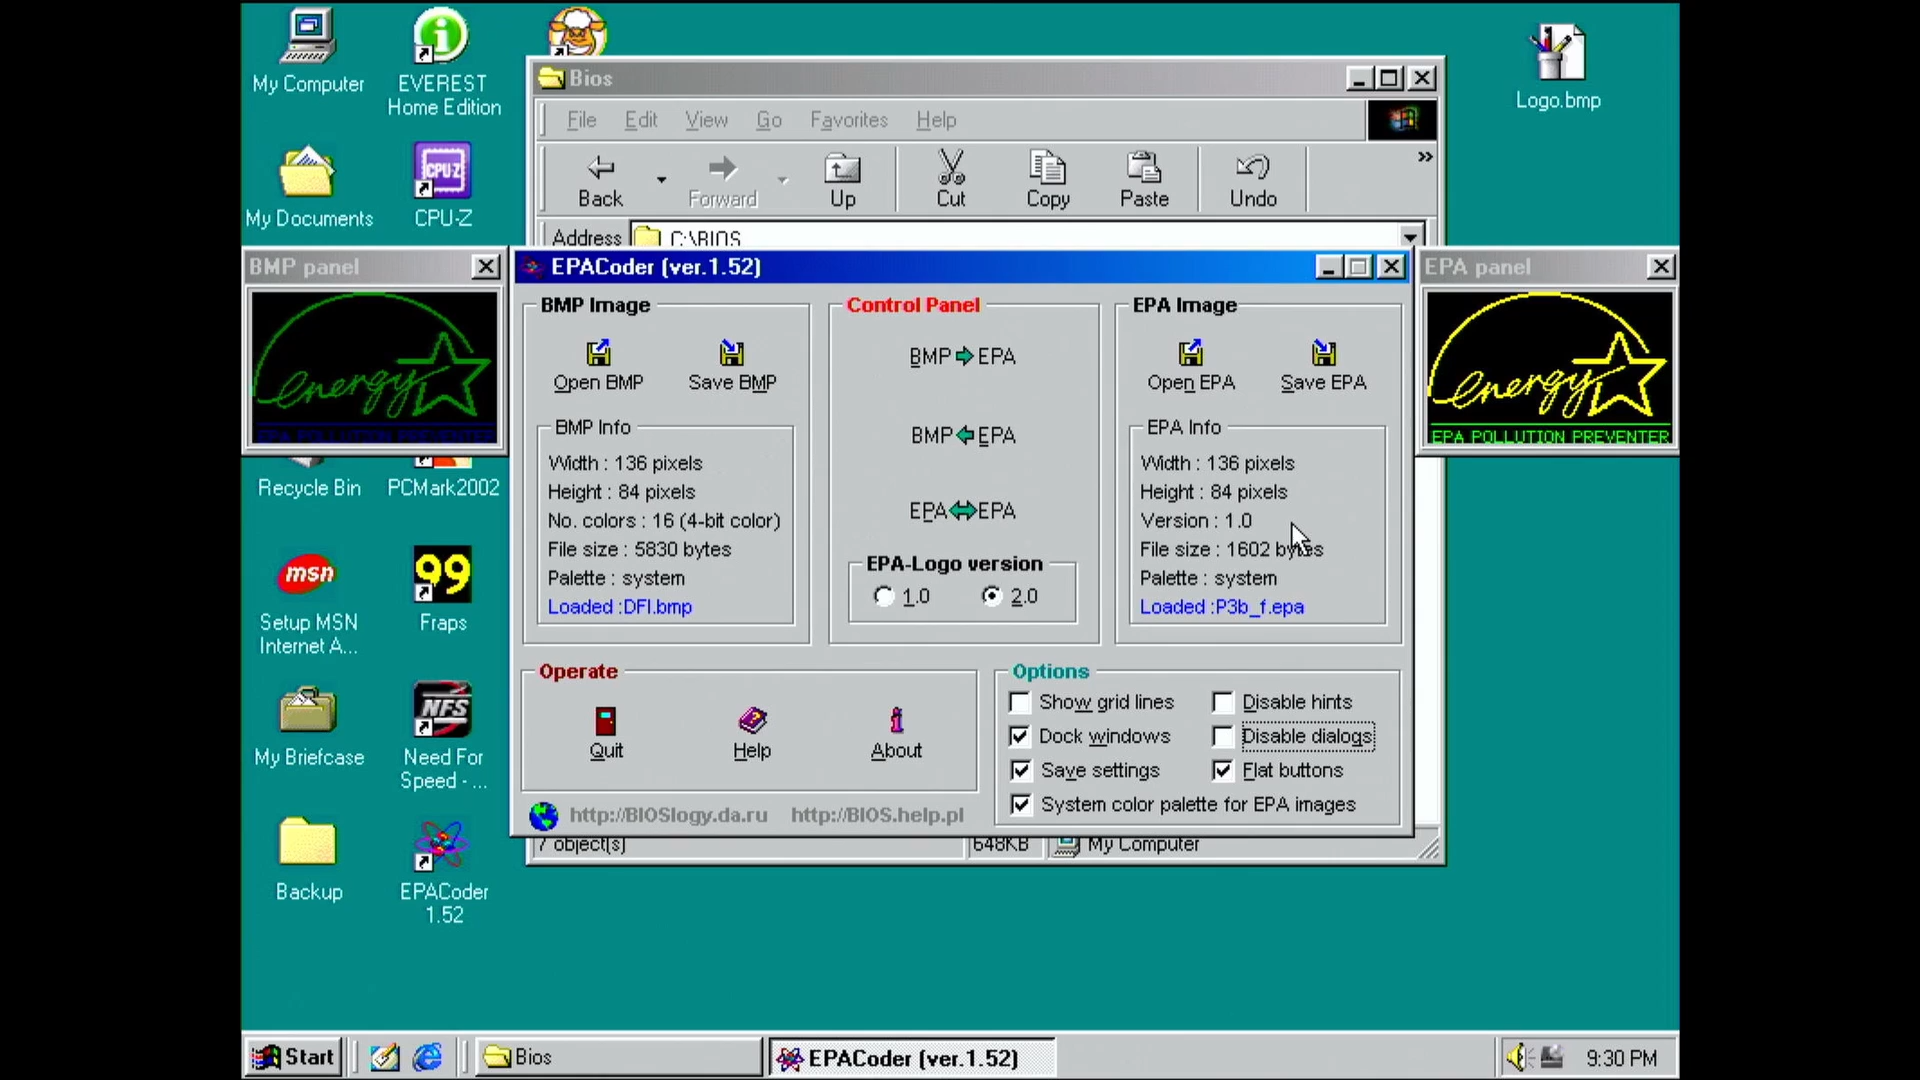 My Computer
EVEREST
Home Edition
My Documents
CPU-Z
Logo.bmp
Bios
File Edit View Go Favorites Help
Back Forward Up Cut Copy Paste Undo
»
Address C:\BIOS
BMP panel
energy
EPA POLLUTION PREVENTER
EPACoder (ver.1.52)
BMP Image
Open BMP Save BMP
BMP Info
Width : 136 pixels
Height : 84 pixels
No. colors : 16 (4-bit color)
File size : 5830 bytes
Palette : system
Loaded :DFI.bmp
Control Panel
BMP EPA
BMP EPA
EPA EPA
EPA-Logo version
1.0 2.0
EPA Image
Open EPA Save EPA
EPA Info
Width : 136 pixels
Height : 84 pixels
Version : 1.0
File size : 1602 bytes
Palette : system
Loaded :P3b_f.epa
EPA panel
energy
EPA POLLUTION PREVENTER
Operate
Quit Help About
http://BIOSlogy.da.ru http://BIOS.help.pl
Options
Show grid lines Disable hints
Dock windows Disable dialogs
Save settings Flat buttons
System color palette for EPA images
7 object(s) 648KB My Computer
Recycle Bin
PCMark2002
msn
Setup MSN
Internet A...
99
Fraps
My Briefcase
NFS
Need For
Speed - ...
Backup
EPACoder
1.52
Start Bios EPACoder (ver.1.52) 9:30 PM